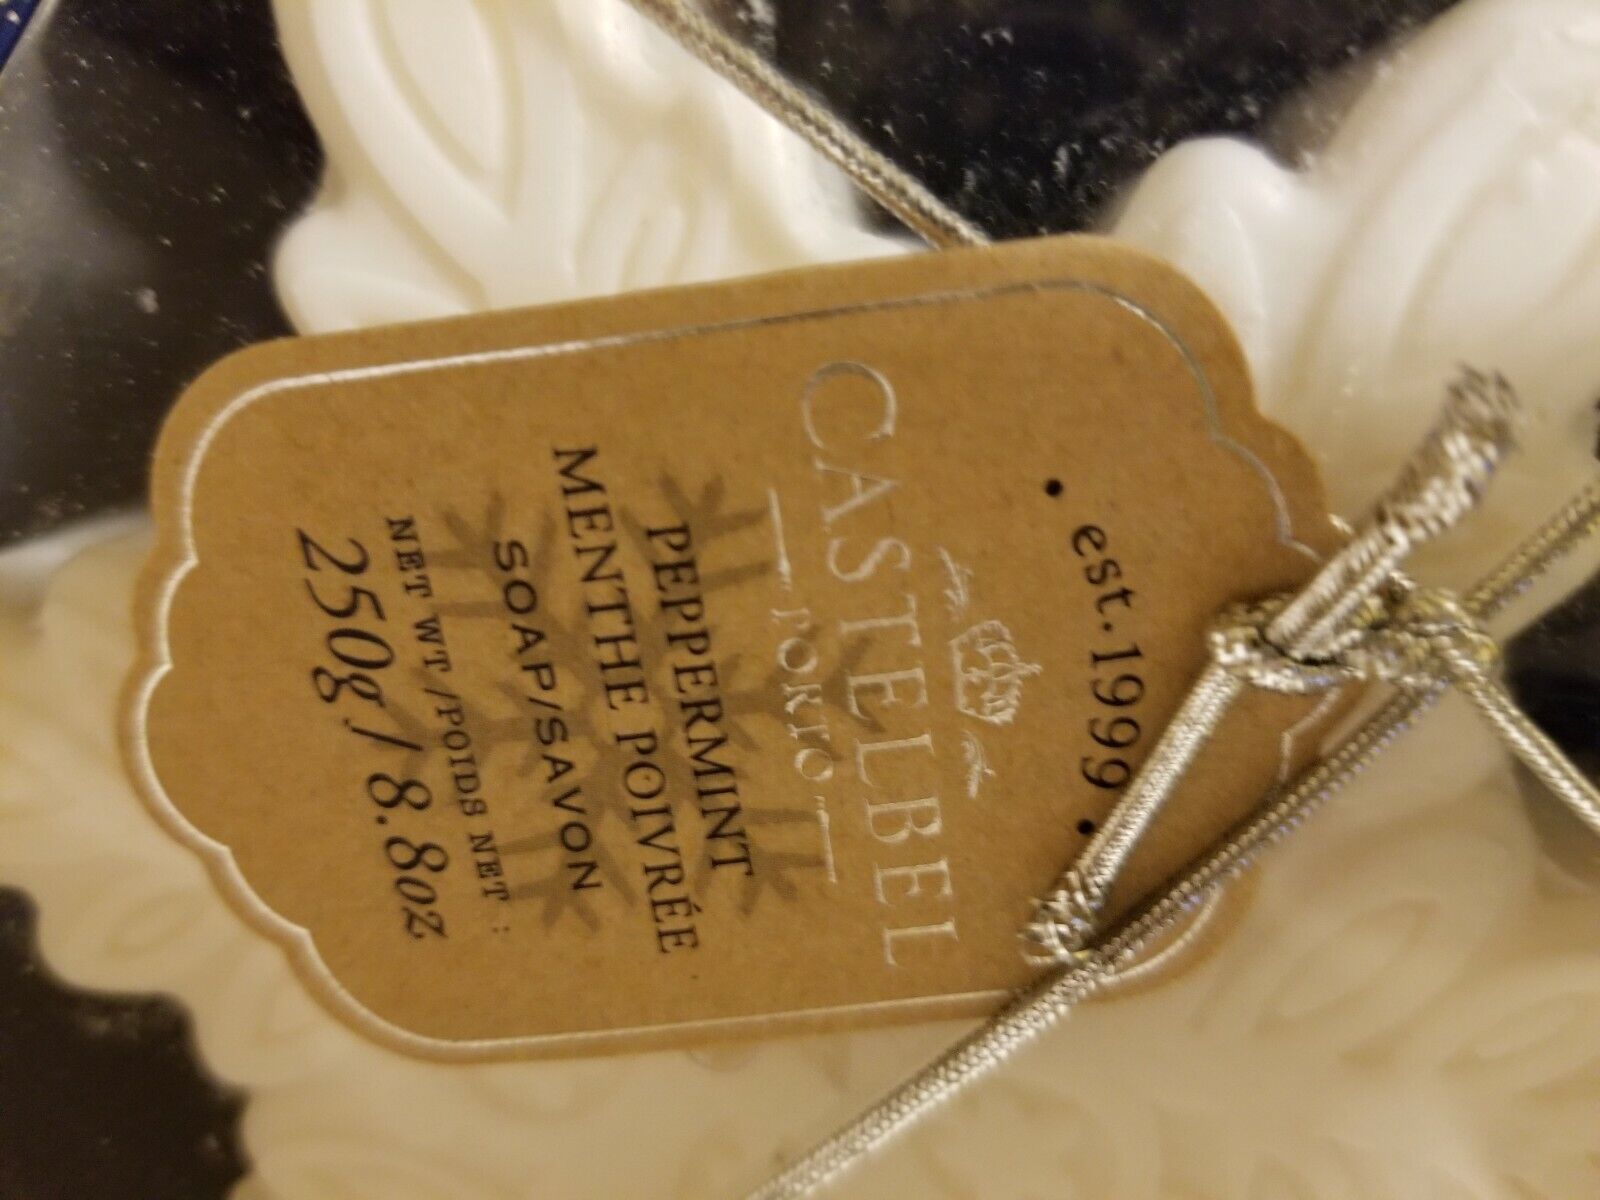 • est.1999 •
CASTELBEL
PORTO
PEPPERMINT
MENTHE POIVRÉE
SOAP/SAVON
NET WT /POIDS NET :
250g / 8.8oz